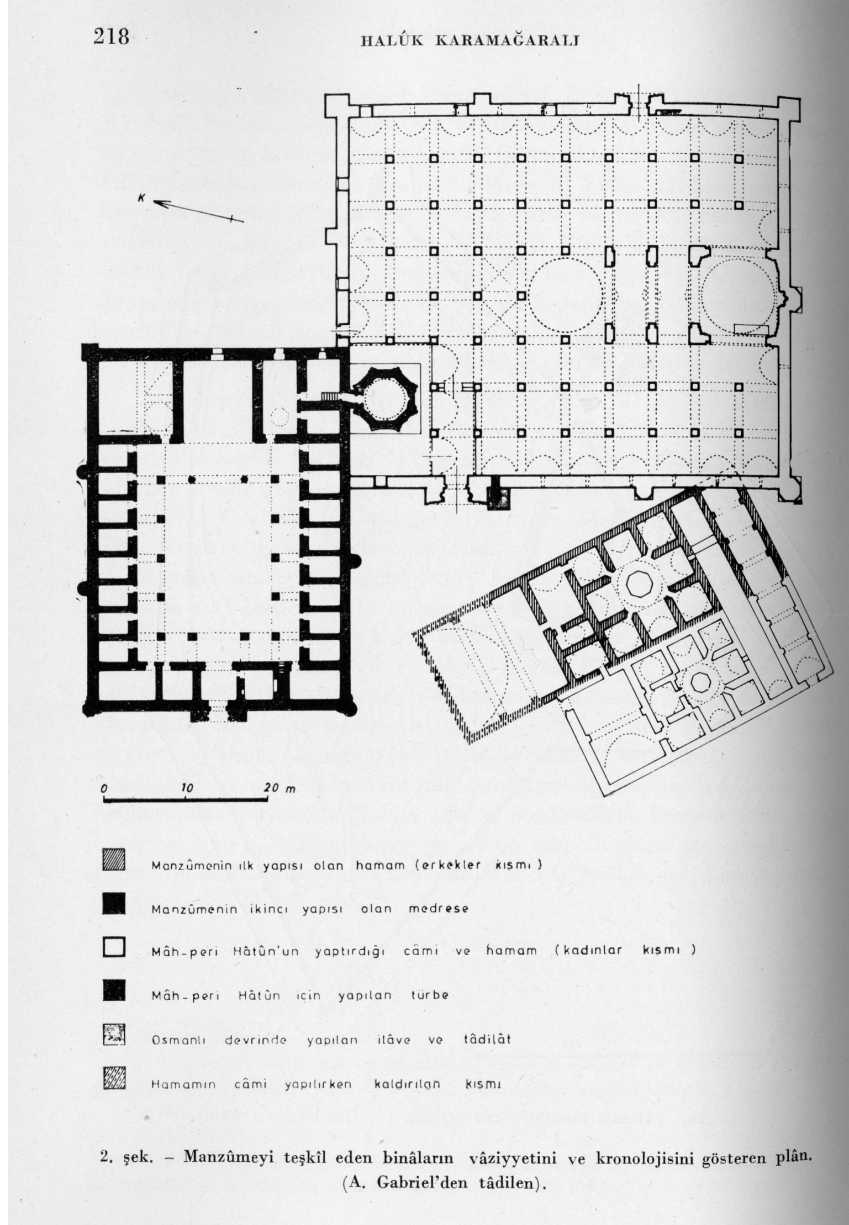 218
HALÛK KARAMAĞARALI
K
0 10 20 m
Manzûmenin ilk yapısı olan hamam (erkekler kısmı)
Manzûmenin ikinci yapısı olan medrese
Mâh-peri Hâtûn'un yaptırdığı câmi ve hamam (kadınlar kısmı)
Mâh-peri Hâtûn için yapılan türbe
Osmanlı devrinde yapılan ilâve ve tâdilât
Hamamın câmi yapılırken kaldırılan kısmı
2. şek. – Manzûmeyi teşkîl eden binâların vâziyyetini ve kronolojisini gösteren plân.
(A. Gabriel'den tâdilen).